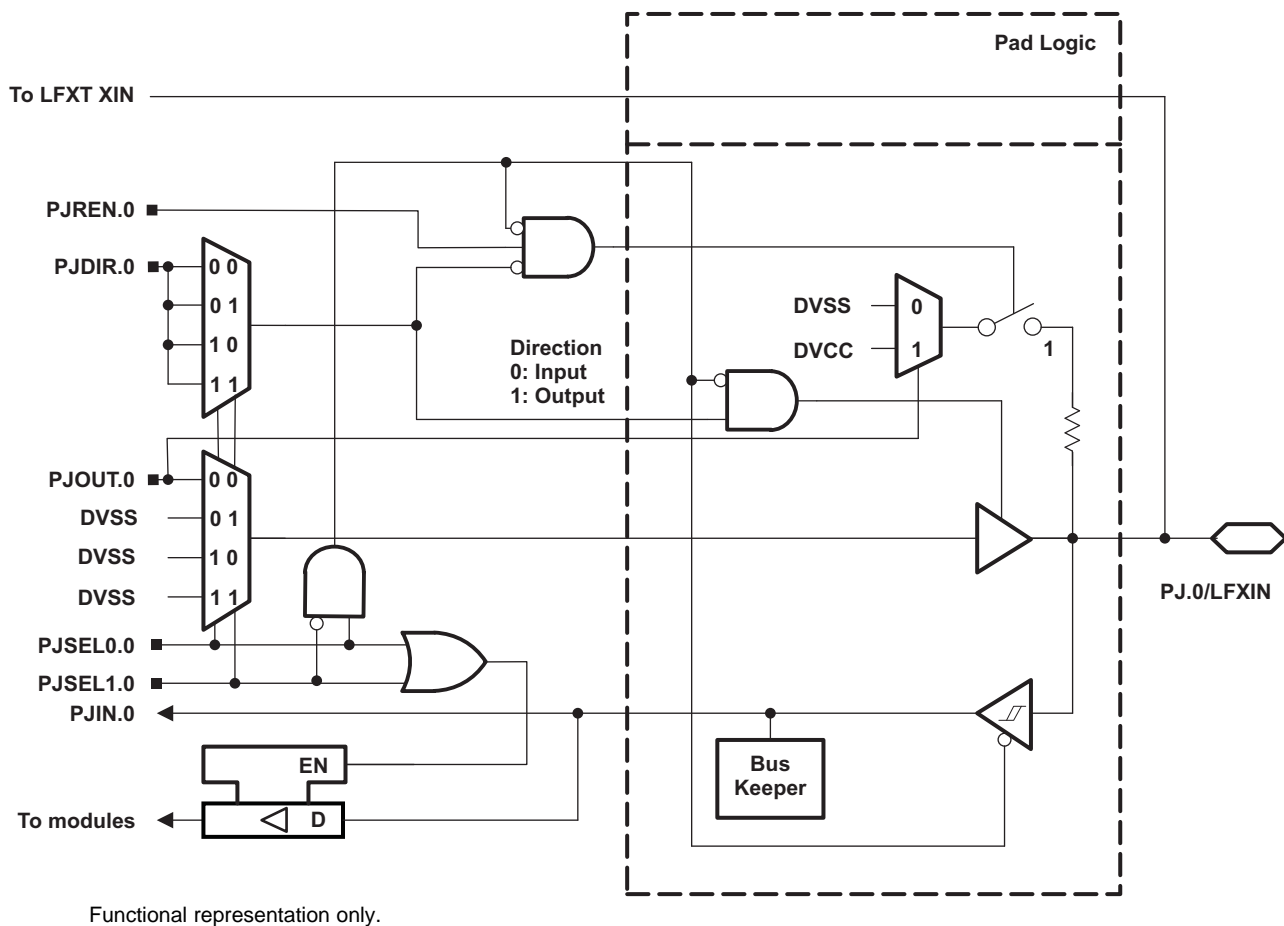 Pad Logic
To LFXT XIN
PJREN.0
PJDIR.0
0 0
0 1
1 0
1 1
Direction
0: Input
1: Output
DVSS
DVCC
0
1
1
PJOUT.0
DVSS
DVSS
DVSS
0 0
0 1
1 0
1 1
PJ.0/LFXIN
PJSEL0.0
PJSEL1.0
PJIN.0
Bus
Keeper
EN
D
To modules
Functional representation only.